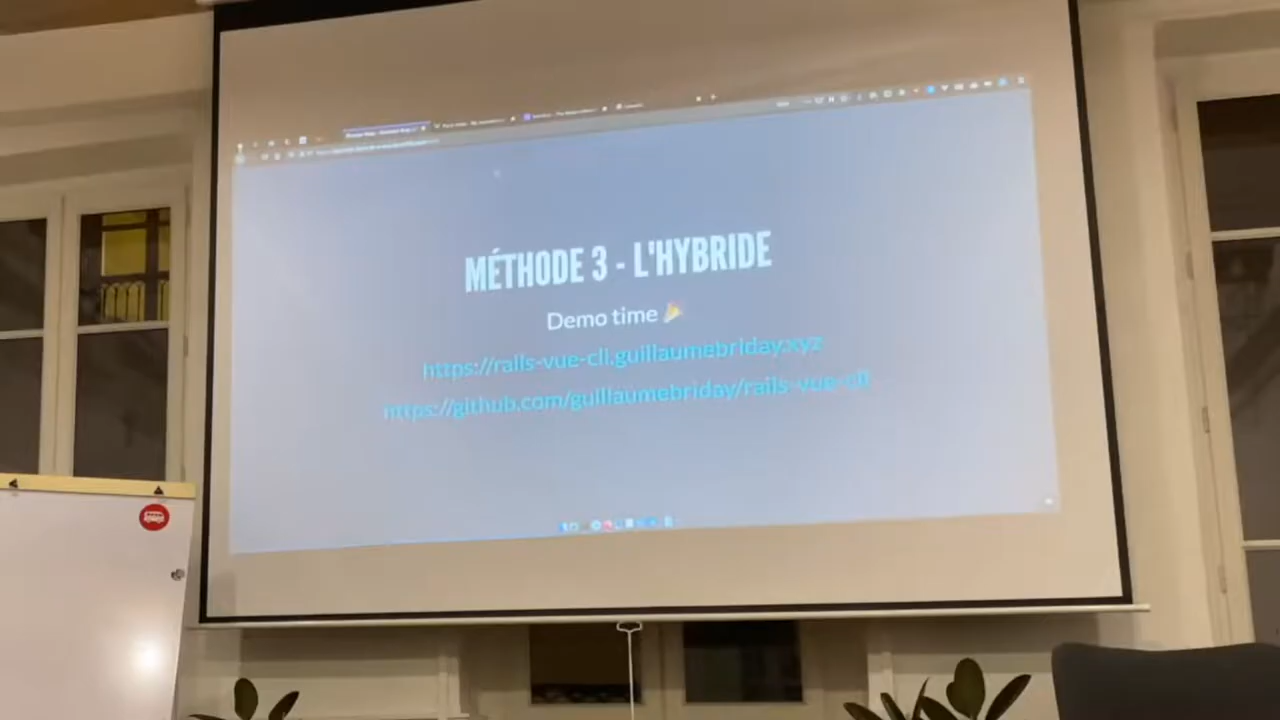 MÉTHODE 3 - L'HYBRIDE
Demo time 🎉
https://rails-vue-cli.guillaumebriday.xyz
https://github.com/guillaumebriday/rails-vue-cli